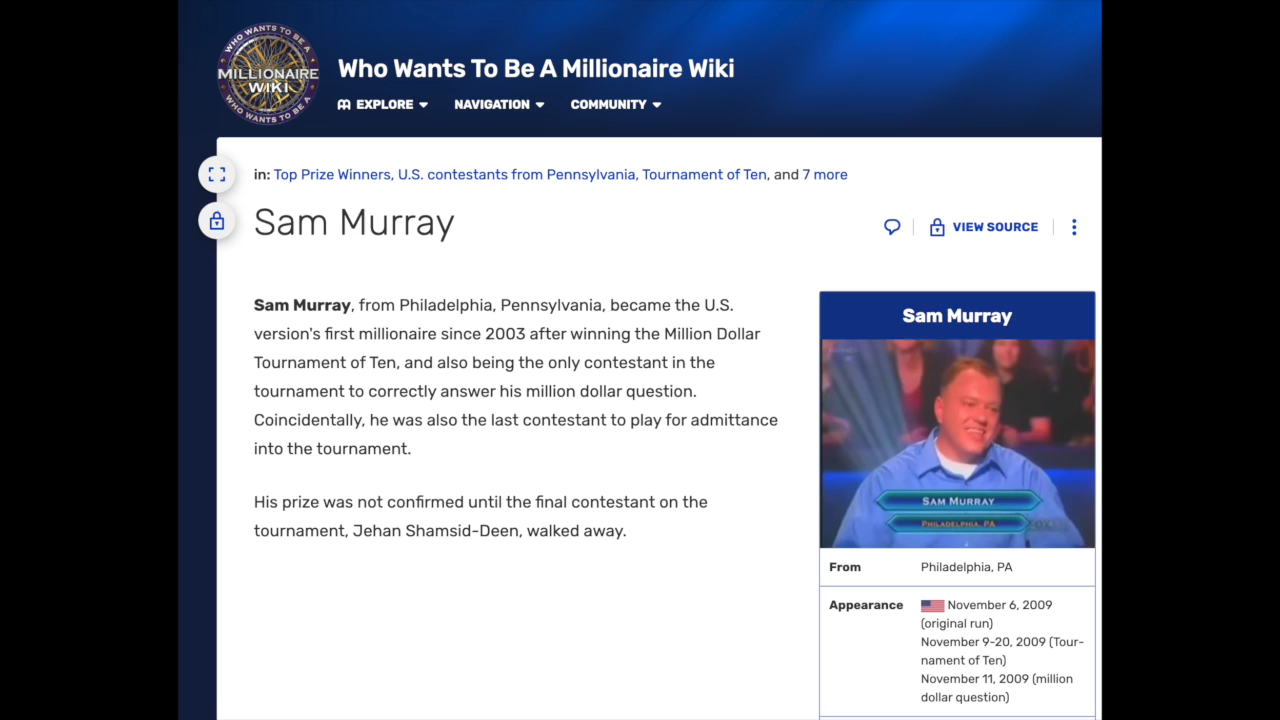 WHO WANTS TO BE A
MILLIONAIRE
WIKI
WHO WANTS TO BE A
Who Wants To Be A Millionaire Wiki
EXPLORE
NAVIGATION
COMMUNITY
in: Top Prize Winners, U.S. contestants from Pennsylvania, Tournament of Ten, and 7 more
Sam Murray
VIEW SOURCE
Sam Murray, from Philadelphia, Pennsylvania, became the U.S.
version's first millionaire since 2003 after winning the Million Dollar
Tournament of Ten, and also being the only contestant in the
tournament to correctly answer his million dollar question.
Coincidentally, he was also the last contestant to play for admittance
into the tournament.
His prize was not confirmed until the final contestant on the
tournament, Jehan Shamsid-Deen, walked away.
Sam Murray
SAM MURRAY
PHILADELPHIA, PA
From Philadelphia, PA
Appearance November 6, 2009
(original run)
November 9-20, 2009 (Tour-
nament of Ten)
November 11, 2009 (million
dollar question)